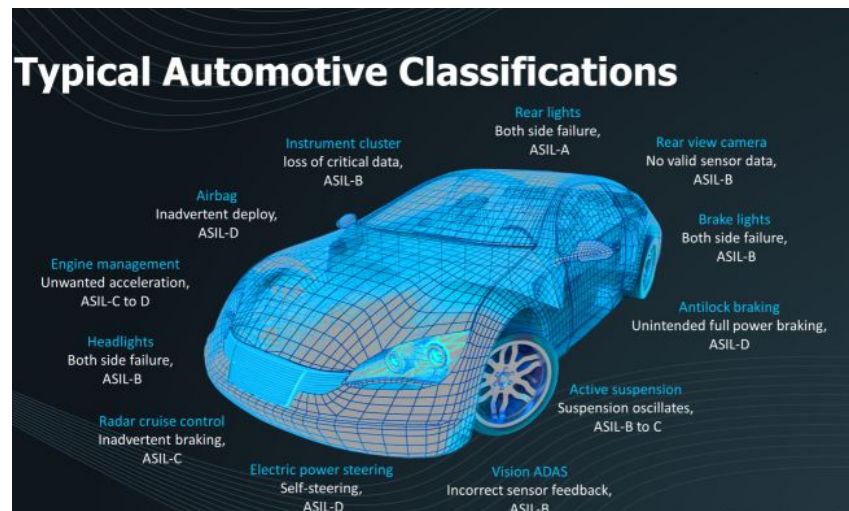 Typical Automotive Classifications
Rear lights
Both side failure,
ASIL-A
Instrument cluster
loss of critical data,
ASIL-B
Rear view camera
No valid sensor data,
ASIL-B
Airbag
Inadvertent deploy,
ASIL-D
Brake lights
Both side failure,
ASIL-B
Engine management
Unwanted acceleration,
ASIL-C to D
Antilock braking
Unintended full power braking,
ASIL-D
Headlights
Both side failure,
ASIL-B
Active suspension
Suspension oscillates,
ASIL-B to C
Radar cruise control
Inadvertent braking,
ASIL-C
Electric power steering
Self-steering,
ASIL-D
Vision ADAS
Incorrect sensor feedback,
ASIL-B